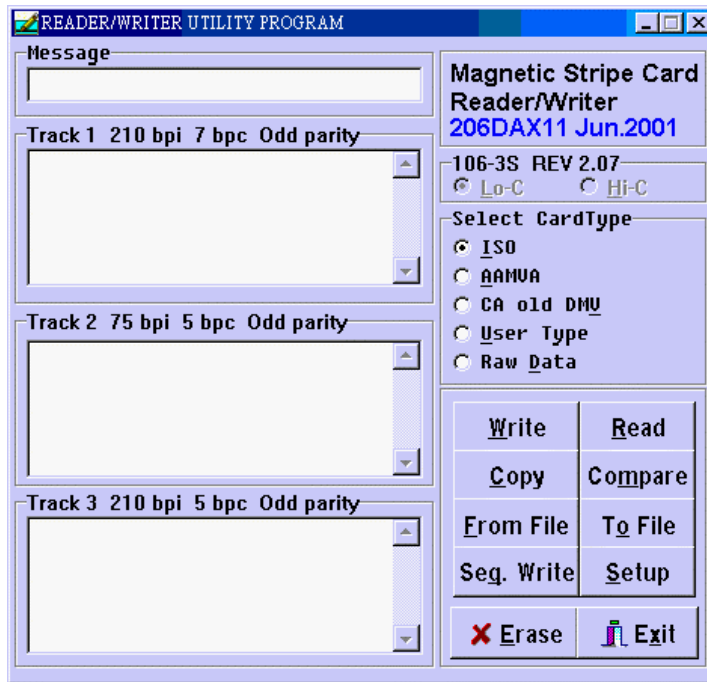 READER/WRITER UTILITY PROGRAM
Message
Magnetic Stripe Card
Reader/Writer
206DAX11 Jun.2001
Track 1 210 bpi 7 bpc Odd parity
106-3S REV 2.07
Lo-C Hi-C
Select CardType
ISO
AAMVA
CA old DMV
User Type
Raw Data
Track 2 75 bpi 5 bpc Odd parity
Write Read
Copy Compare
From File To File
Seq. Write Setup
Erase Exit
Track 3 210 bpi 5 bpc Odd parity